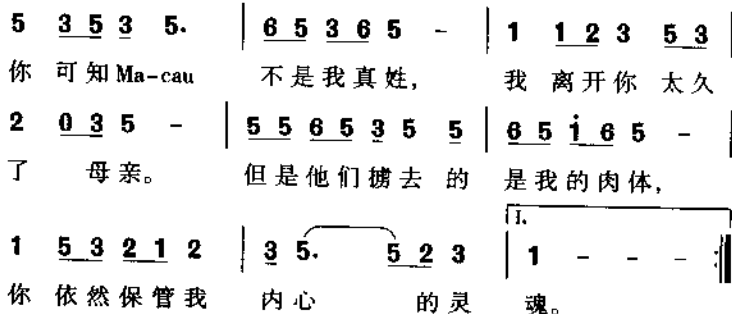 5 3 5 3 5. | 6 5 3 6 5 - | 1 1 2 3 5 3 |
你 可知Ma-cau 不是我真姓, 我 离开你 太久
2 0 3 5 - | 5 5 6 5 3 5 5 | 6 5 i 6 5 - |
了 母亲。 但是他们掳去 的 是我的肉体,
1 5 3 2 1 2 | 3 5. 5 2 3 | 1. 1 - - - :|
你 依然保管我 内心 的灵 魂。